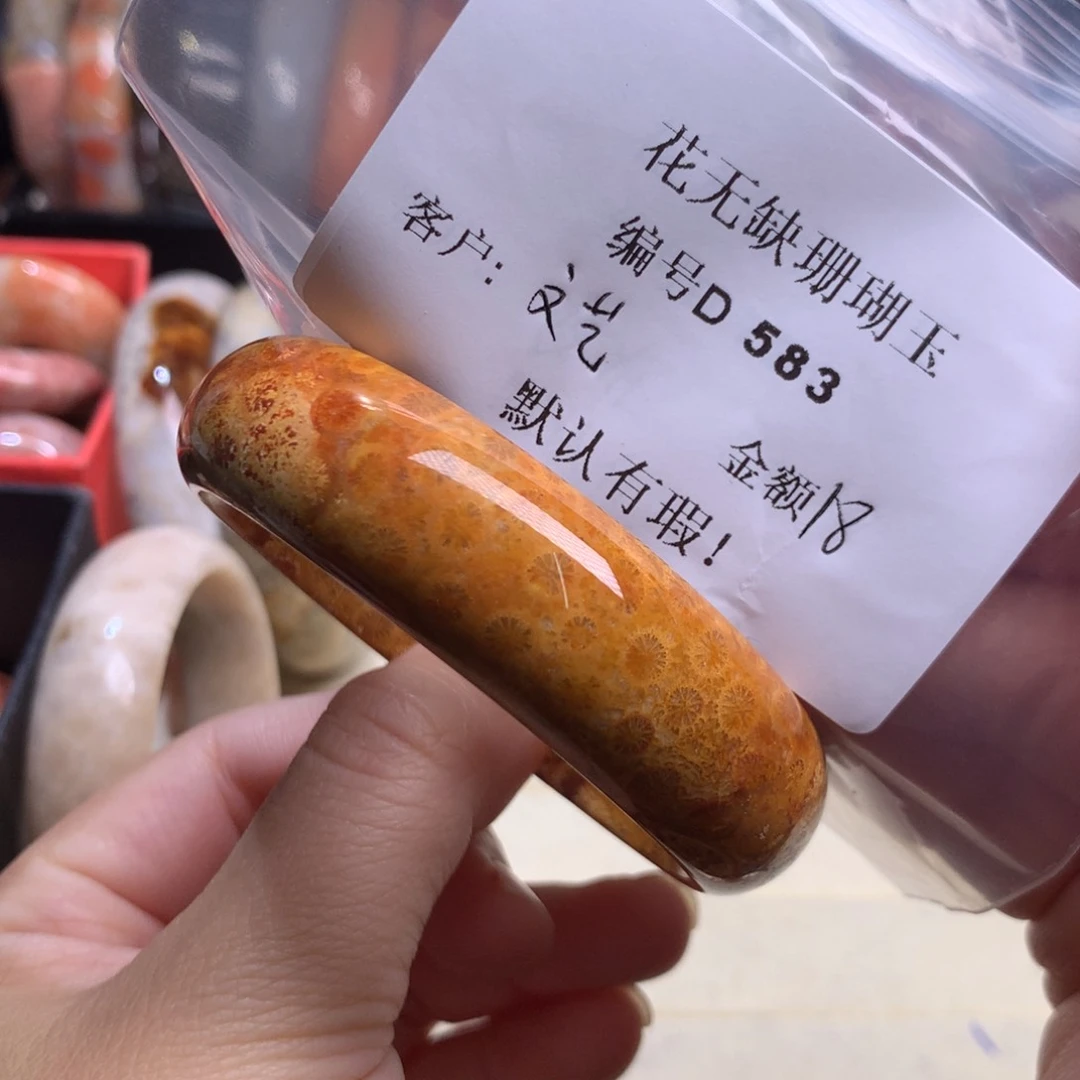 花无缺珊瑚玉
编号D 583
客户: 文艺
金额18
默认有瑕!